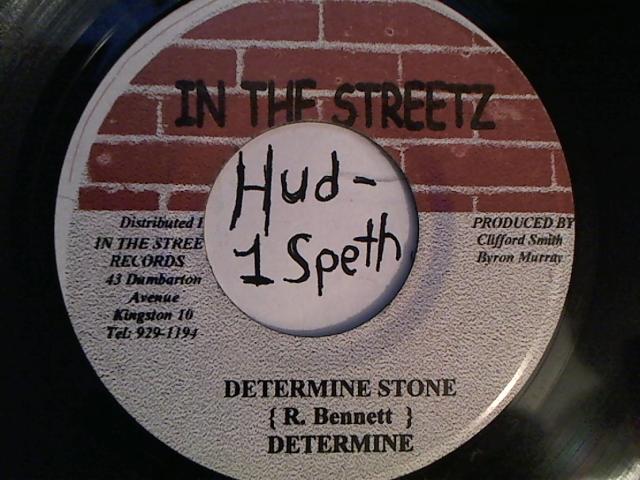 IN THE STREETZ
Hud-
1 Speth
Distributed
IN THE STREE
RECORDS
43 Dumbarton
Avenue
Kingston 10
Tel: 929-1194
PRODUCED BY
Clifford Smith
Byron Murray
DETERMINE STONE
{ R. Bennett }
DETERMINE